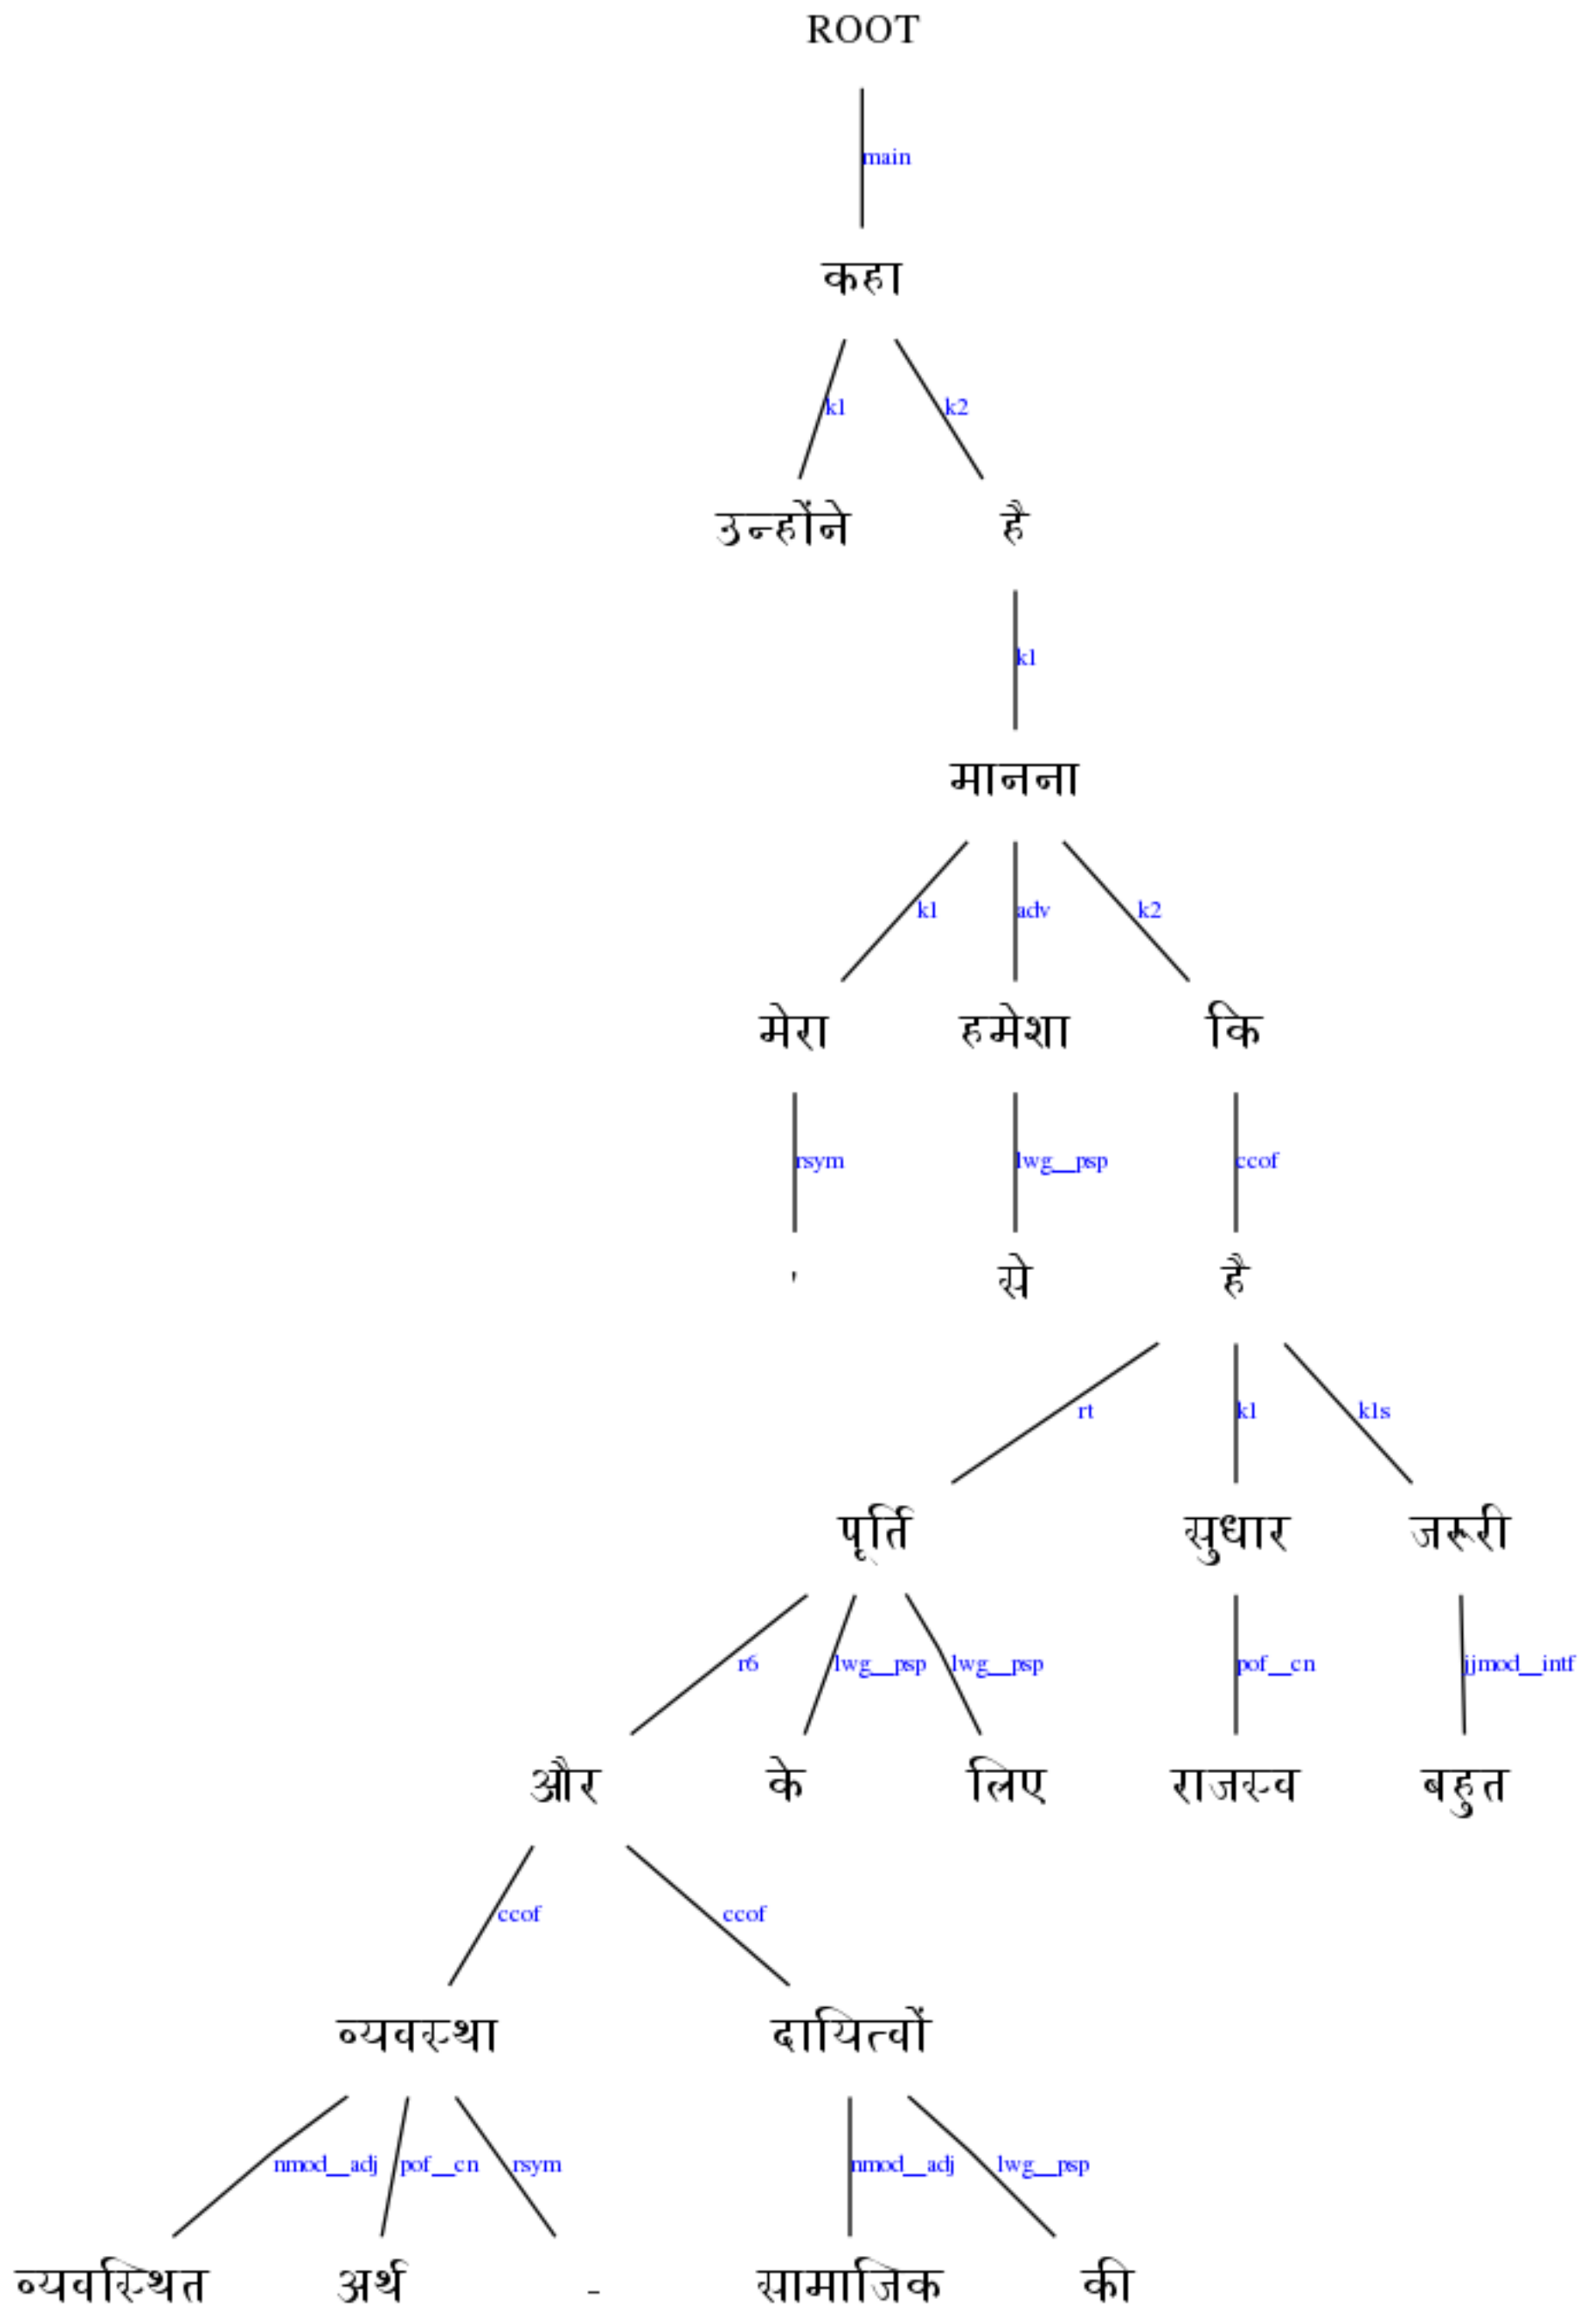 ROOT
main
कहा
k1 k2
उन्होंने है
k1
मानना
k1 adv k2
मेरा हमेशा कि
rsym lwg__psp ccof
' से है
rt k1 k1s
पूर्ति सुधार जरूरी
r6 lwg__psp lwg__psp pof__cn jjmod__intf
और के लिए राजस्व बहुत
ccof ccof
व्यवस्था दायित्वों
nmod__adj pof__cn rsym nmod__adj lwg__psp
व्यवस्थित अर्थ - सामाजिक की